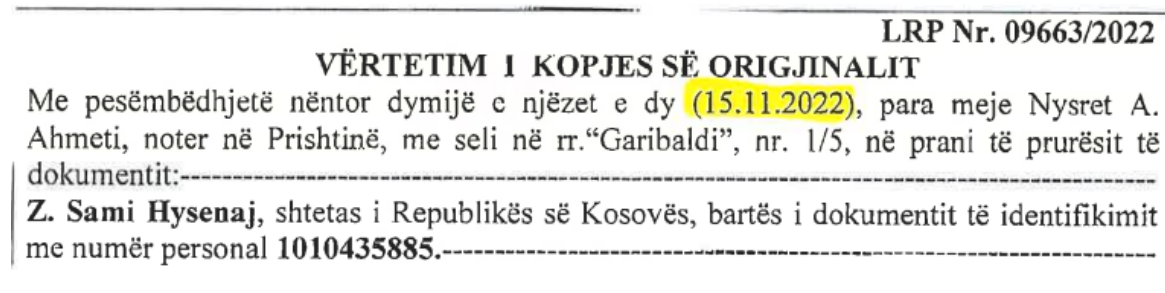 LRP Nr. 09663/2022
VËRTETIM I KOPJES SË ORIGJINALIT
Me pesëmbëdhjetë nëntor dymijë e njëzet e dy (15.11.2022), para meje Nysret A.
Ahmeti, noter në Prishtinë, me seli në rr.“Garibaldi”, nr. 1/5, në prani të prurësit të
dokumentit:------------------------------------------------------------------------------------------
Z. Sami Hysenaj, shtetas i Republikës së Kosovës, bartës i dokumentit të identifikimit
me numër personal 1010435885.----------------------------------------------------------------